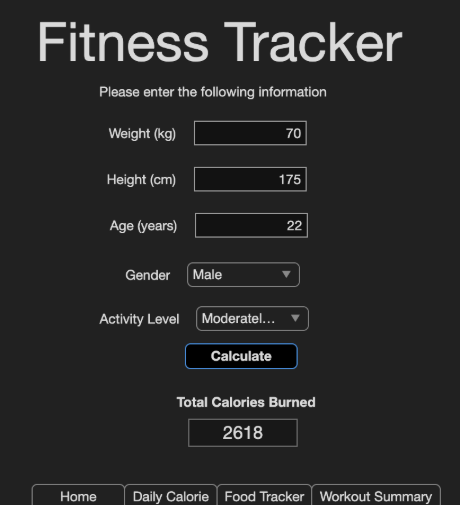 Fitness Tracker
Please enter the following information
Weight (kg) 70
Height (cm) 175
Age (years) 22
Gender Male
Activity Level Moderatel...
Calculate
Total Calories Burned
2618
Home Daily Calorie Food Tracker Workout Summary